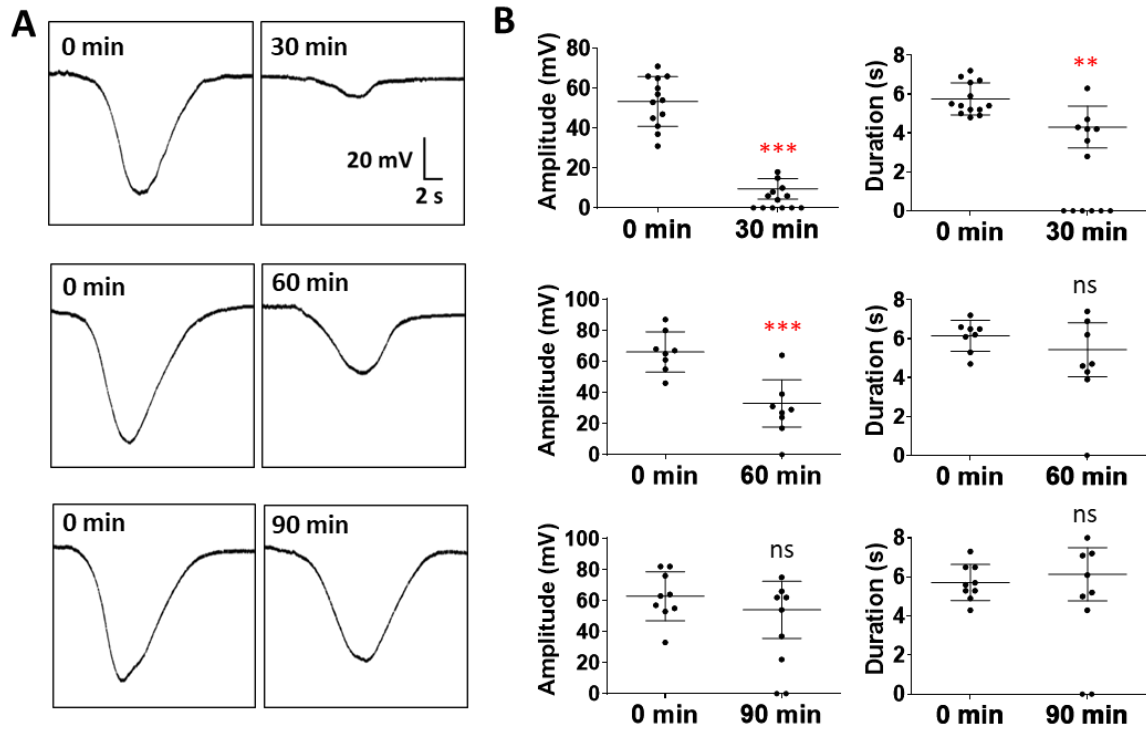 A
0 min
30 min
20 mV
2 s
0 min
60 min
0 min
90 min
B
Amplitude (mV)
80
60
40
20
0
***
0 min
30 min
Duration (s)
8
6
4
2
0
**
0 min
30 min
Amplitude (mV)
100
80
60
40
20
0
***
0 min
60 min
Duration (s)
8
6
4
2
0
ns
0 min
60 min
Amplitude (mV)
100
80
60
40
20
0
ns
0 min
90 min
Duration (s)
8
6
4
2
0
ns
0 min
90 min